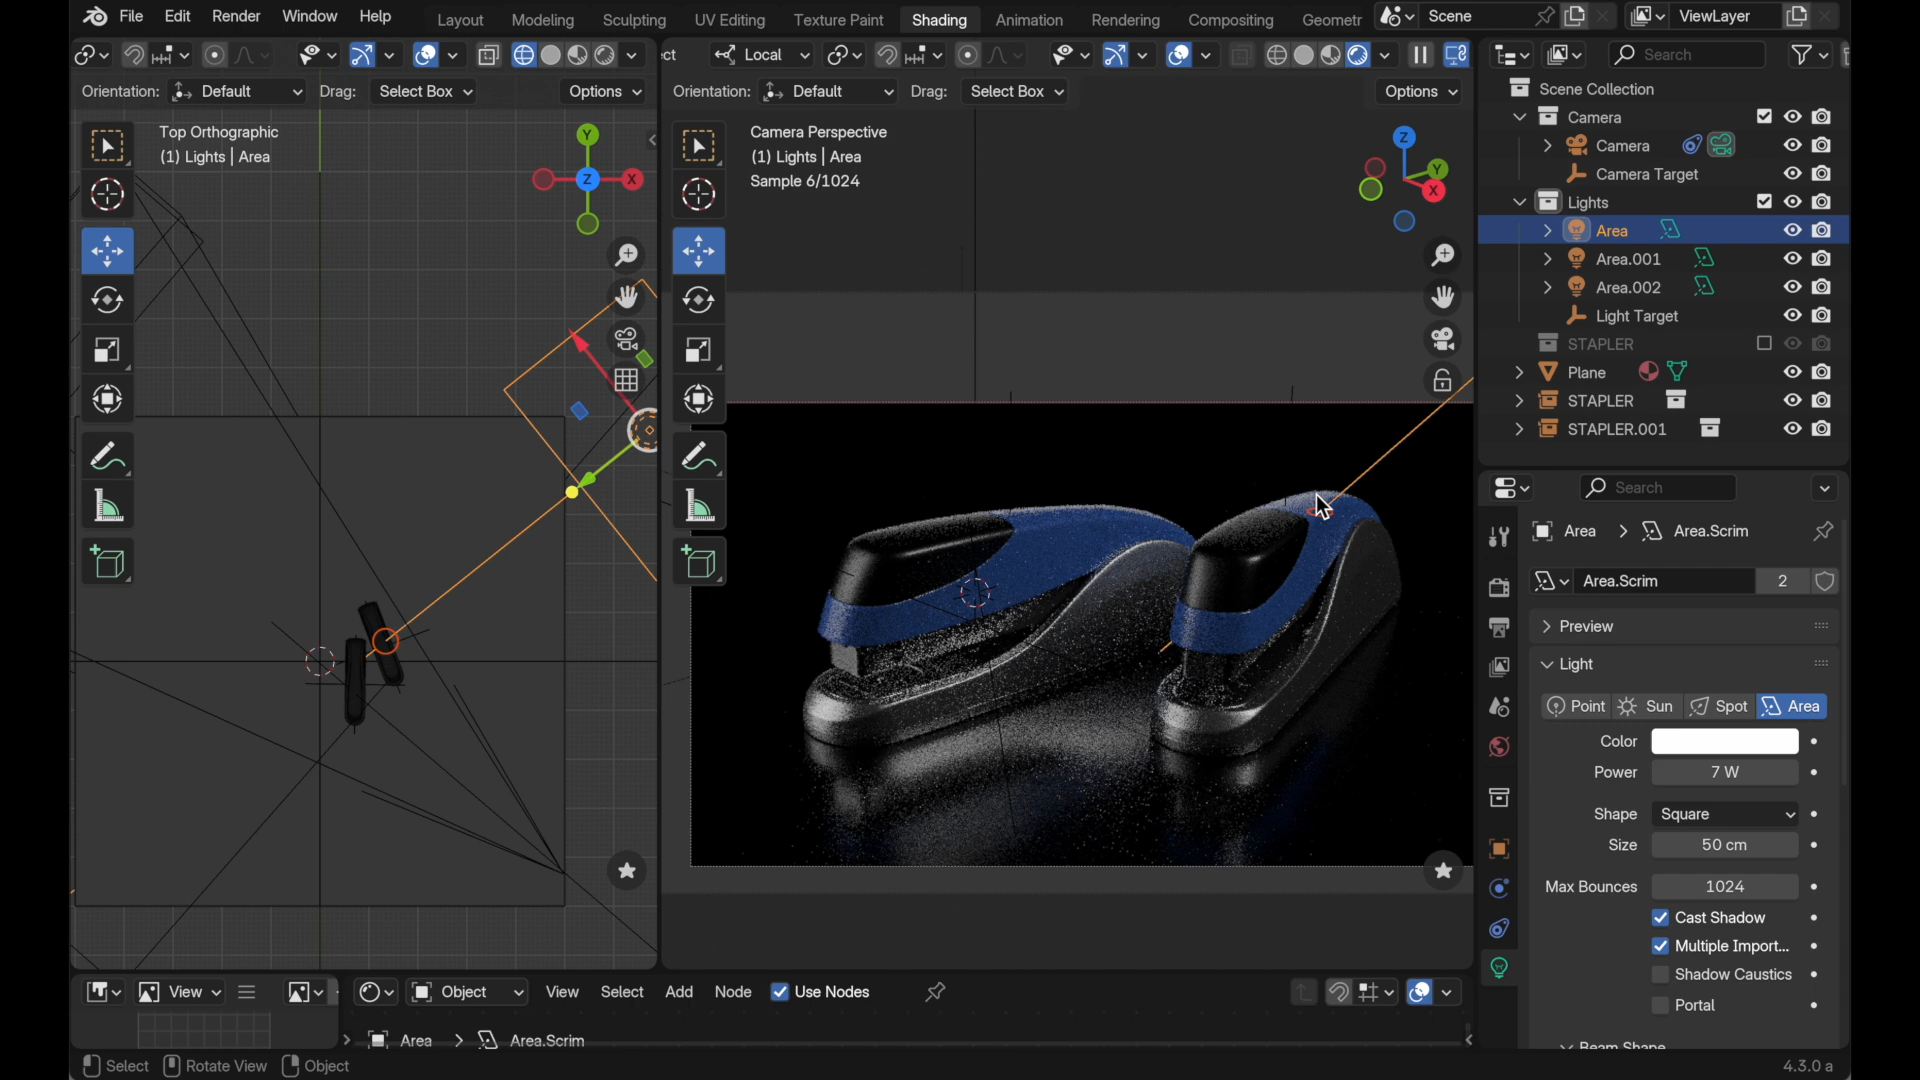 File Edit Render Window Help Layout Modeling Sculpting UV Editing Texture Paint Shading Animation Rendering Compositing Geometr Scene ViewLayer
ct Local Search
Orientation: Default Drag: Select Box Options Orientation: Default Drag: Select Box Options
Top Orthographic
(1) Lights | Area
Y
X
Z
Camera Perspective
(1) Lights | Area
Sample 6/1024
Z
Y
X
Scene Collection
Camera
Camera
Camera Target
Lights
Area
Area.001
Area.002
Light Target
STAPLER
Plane
STAPLER
STAPLER.001
Search
Area Area.Scrim
Area.Scrim 2
Preview
Light
Point Sun Spot Area
Color
Power 7 W
Shape Square
Size 50 cm
Max Bounces 1024
Cast Shadow
Multiple Import...
Shadow Caustics
Portal
Beam Shape
View Object View Select Add Node Use Nodes
Area Area.Scrim
Select Rotate View Object 4.3.0 a